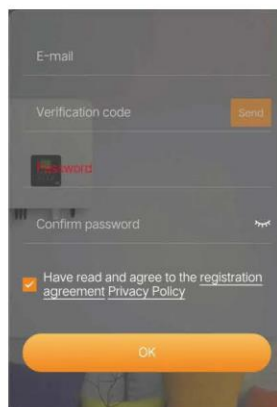 E-mail
Verification code
Send
Password
Confirm password
Have read and agree to the registration
agreement Privacy Policy
OK